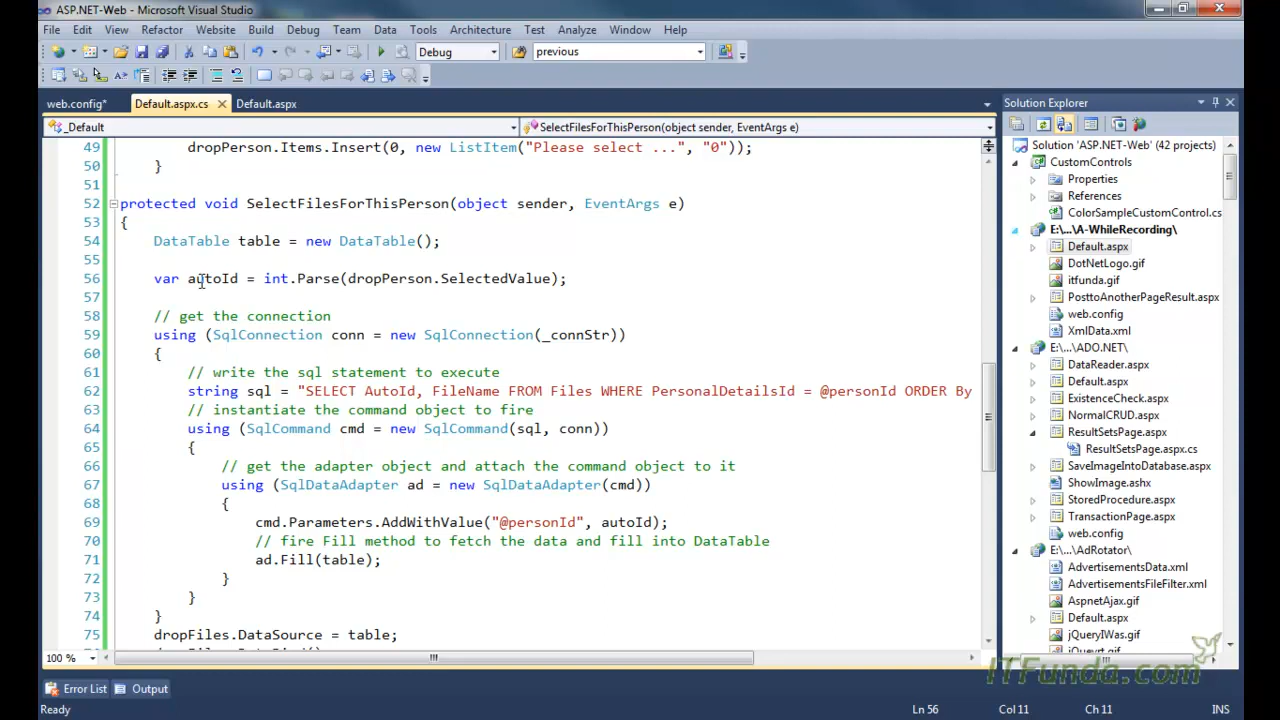 ASP.NET-Web - Microsoft Visual Studio
File Edit View Refactor Website Build Debug Team Data Tools Architecture Test Analyze Window Help
Debug previous
web.config* Default.aspx.cs Default.aspx
_Default SelectFilesForThisPerson(object sender, EventArgs e)
49 dropPerson.Items.Insert(0, new ListItem("Please select ...", "0"));
50 }
51
52 protected void SelectFilesForThisPerson(object sender, EventArgs e)
53 {
54 DataTable table = new DataTable();
55
56 var autoId = int.Parse(dropPerson.SelectedValue);
57
58 // get the connection
59 using (SqlConnection conn = new SqlConnection(_connStr))
60 {
61 // write the sql statement to execute
62 string sql = "SELECT AutoId, FileName FROM Files WHERE PersonalDetailsId = @personId ORDER By
63 // instantiate the command object to fire
64 using (SqlCommand cmd = new SqlCommand(sql, conn))
65 {
66 // get the adapter object and attach the command object to it
67 using (SqlDataAdapter ad = new SqlDataAdapter(cmd))
68 {
69 cmd.Parameters.AddWithValue("@personId", autoId);
70 // fire Fill method to fetch the data and fill into DataTable
71 ad.Fill(table);
72 }
73 }
74 }
75 dropFiles.DataSource = table;
100 %
Solution Explorer
Solution 'ASP.NET-Web' (42 projects)
CustomControls
Properties
References
ColorSampleCustomControl.cs
E:\...\A-WhileRecording\
Default.aspx
DotNetLogo.gif
itfunda.gif
PosttoAnotherPageResult.aspx
web.config
XmlData.xml
E:\...\ADO.NET\
DataReader.aspx
Default.aspx
ExistenceCheck.aspx
NormalCRUD.aspx
ResultSetsPage.aspx
ResultSetsPage.aspx.cs
SaveImageIntoDatabase.aspx
ShowImage.ashx
StoredProcedure.aspx
TransactionPage.aspx
web.config
E:\...\AdRotator\
AdvertisementsData.xml
AdvertisementsFileFilter.xml
AspnetAjax.gif
Default.aspx
jQueryIWas.gif
ITFunda.com
Error List Output
Ready Ln 56 Col 11 Ch 11 INS